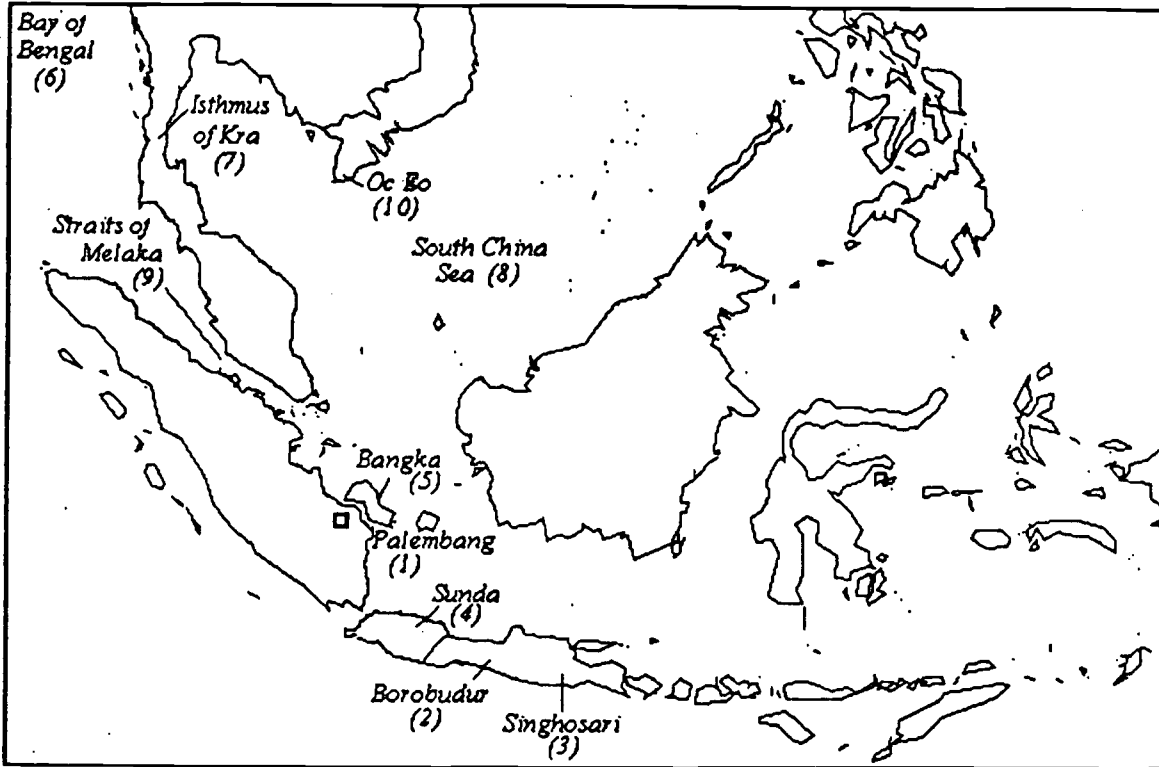 Bay of
Bengal
(6)
Isthmus
of Kra
(7)
Oc Eo
(10)
Straits of
Melaka
(9)
South China
Sea (8)
Bangka
(5)
Palembang
(1)
Sunda
(4)
Borobudur
(2)
Singhosari
(3)